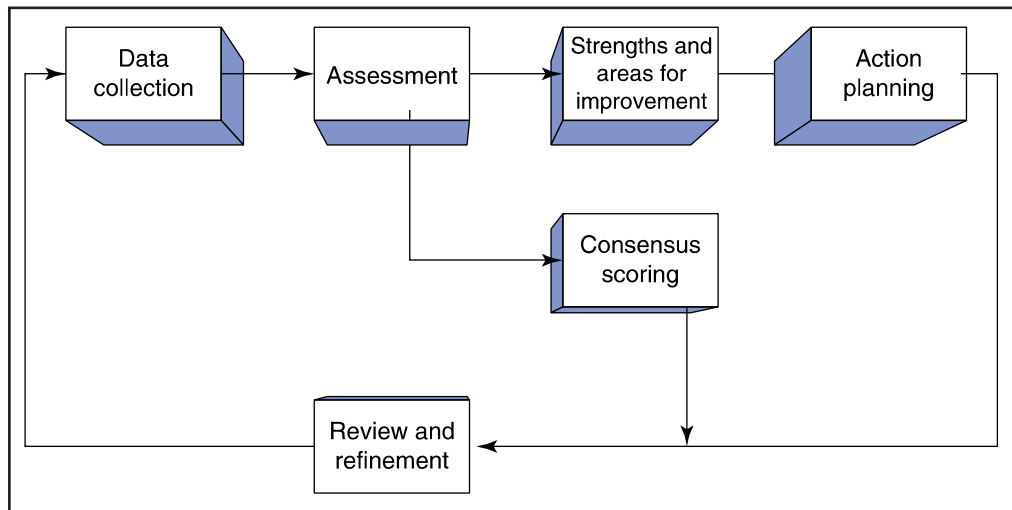 Data
collection
Assessment
Strengths and
areas for
improvement
Action
planning
Consensus
scoring
Review and
refinement